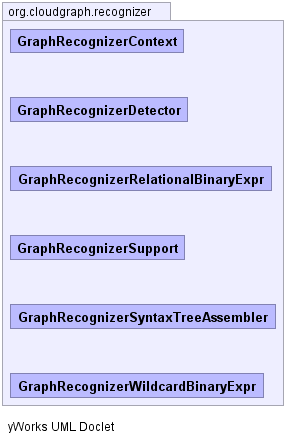 org.cloudgraph.recognizer
GraphRecognizerContext
GraphRecognizerDetector
GraphRecognizerRelationalBinaryExpr
GraphRecognizerSupport
GraphRecognizerSyntaxTreeAssembler
GraphRecognizerWildcardBinaryExpr
yWorks UML Doclet